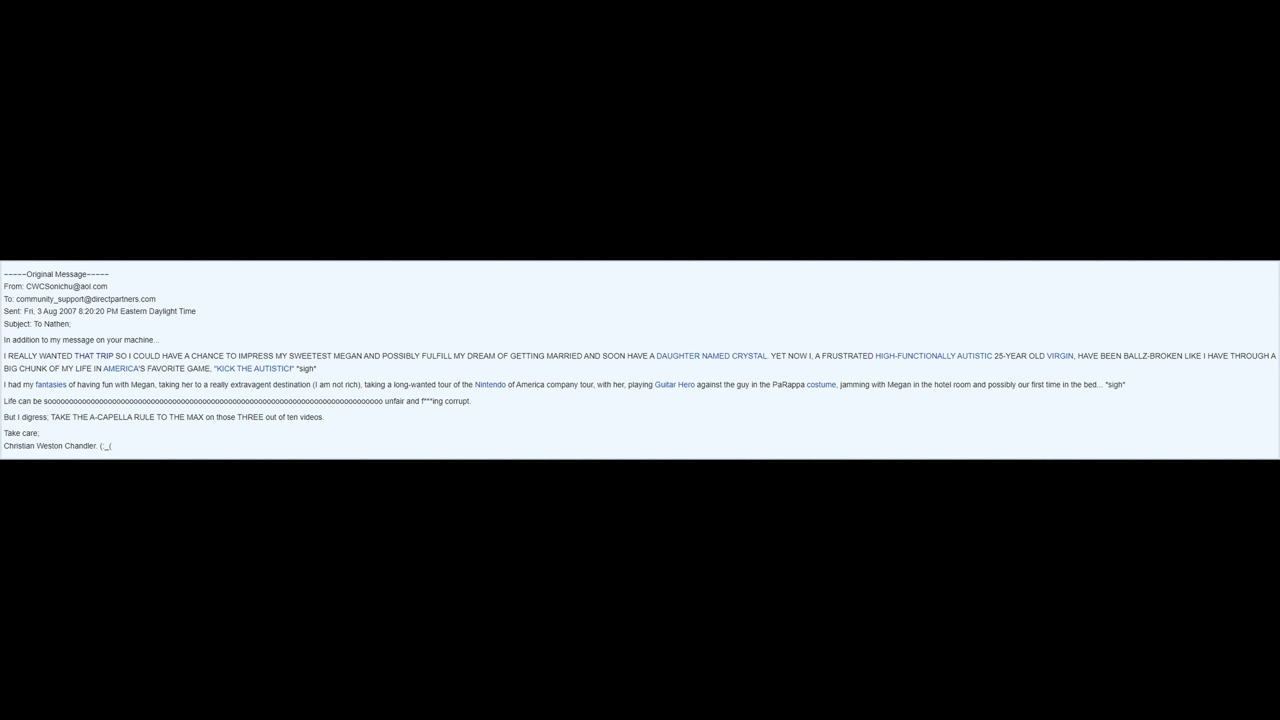 -----Original Message-----
From: CWCSonichu@aol.com
To: community_support@directpartners.com
Sent: Fri, 3 Aug 2007 8:20:20 PM Eastern Daylight Time
Subject: To Nathen;
In addition to my message on your machine...
I REALLY WANTED THAT TRIP SO I COULD HAVE A CHANCE TO IMPRESS MY SWEETEST MEGAN AND POSSIBLY FULFILL MY DREAM OF GETTING MARRIED AND SOON HAVE A DAUGHTER NAMED CRYSTAL. YET NOW I, A FRUSTRATED HIGH-FUNCTIONALLY AUTISTIC 25-YEAR OLD VIRGIN, HAVE BEEN BALLZ-BROKEN LIKE I HAVE THROUGH A
BIG CHUNK OF MY LIFE IN AMERICA'S FAVORITE GAME, "KICK THE AUTISTIC!" *sigh*
I had my fantasies of having fun with Megan, taking her to a really extravagent destination (I am not rich), taking a long-wanted tour of the Nintendo of America company tour, with her, playing Guitar Hero against the guy in the PaRappa costume, jamming with Megan in the hotel room and possibly our first time in the bed... *sigh*
Life can be soooooooooooooooooooooooooooooooooooooooooooooooooooooooooooooooooooooooooooooo unfair and f***ing corrupt.
But I digress; TAKE THE A-CAPELLA RULE TO THE MAX on those THREE out of ten videos.
Take care;
Christian Weston Chandler. (;_(